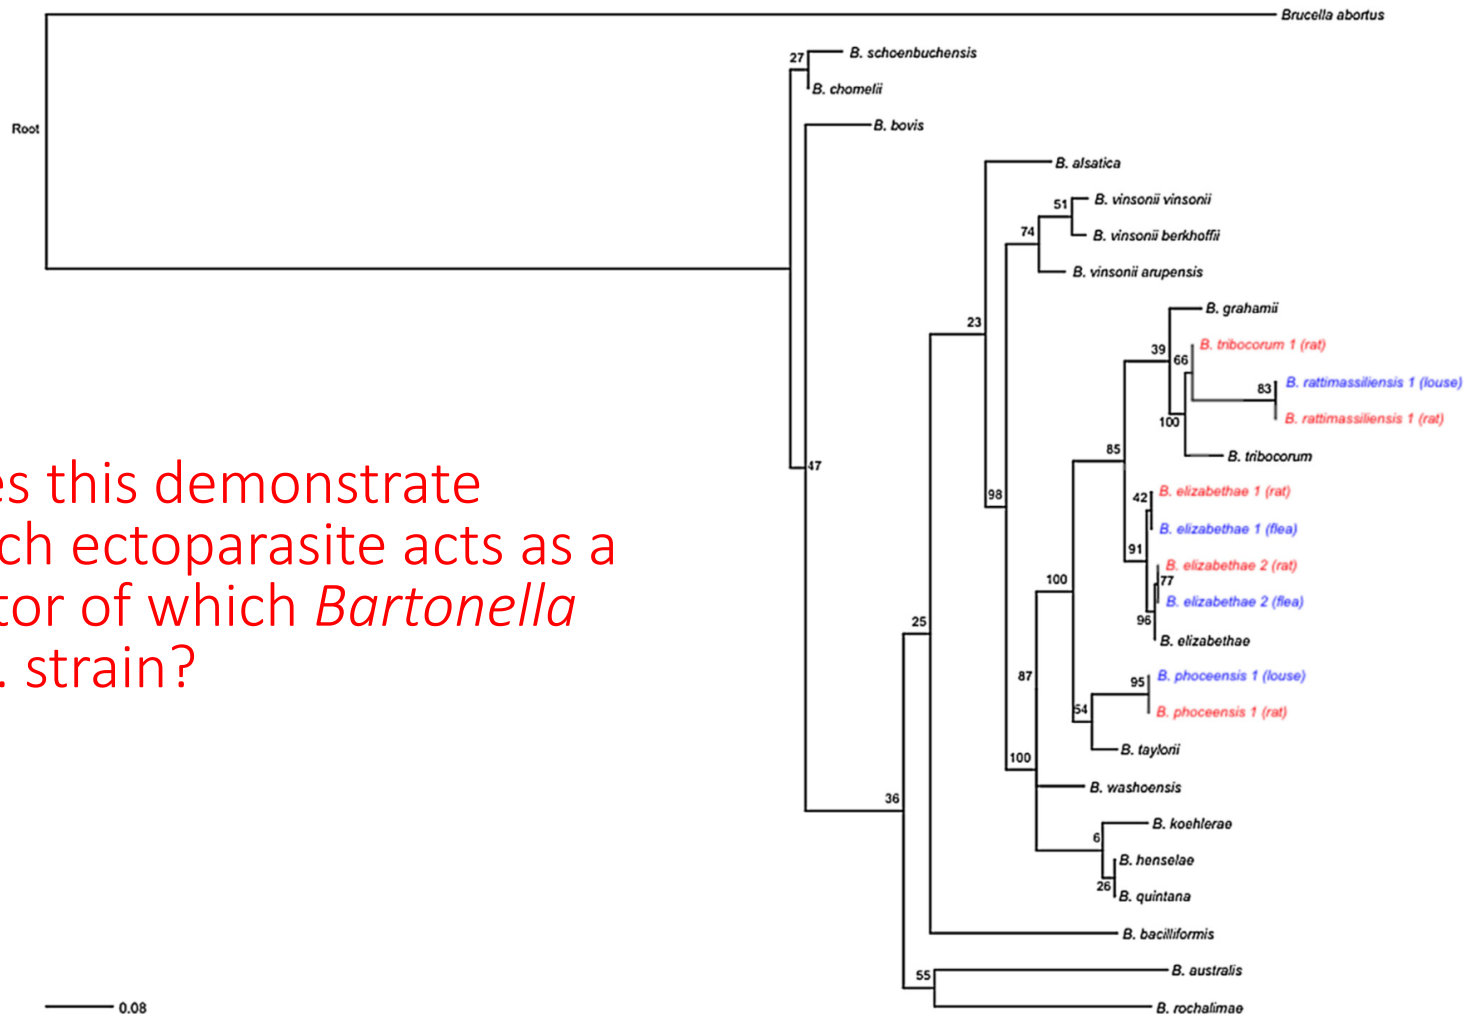 Brucella abortus
27
B. schoenbuchensis
B. chomelii
B. bovis
Root
B. alsatica
51
B. vinsonii vinsonii
74
B. vinsonii berkhoffii
B. vinsonii arupensis
B. grahamii
23
39
66
B. tribocorum 1 (rat)
83
B. rattimassiliensis 1 (louse)
100
B. rattimassiliensis 1 (rat)
85
B. tribocorum
47
es this demonstrate
ch ectoparasite acts as a
tor of which Bartonella
. strain?
98
42
B. elizabethae 1 (rat)
B. elizabethae 1 (flea)
91
B. elizabethae 2 (rat)
100
77
B. elizabethae 2 (flea)
96
25
B. elizabethae
87
95
B. phoceensis 1 (louse)
54
B. phoceensis 1 (rat)
B. taylorii
100
B. washoensis
36
B. koehlerae
6
B. henselae
26
B. quintana
B. bacilliformis
55
B. australis
0.08
B. rochalimae